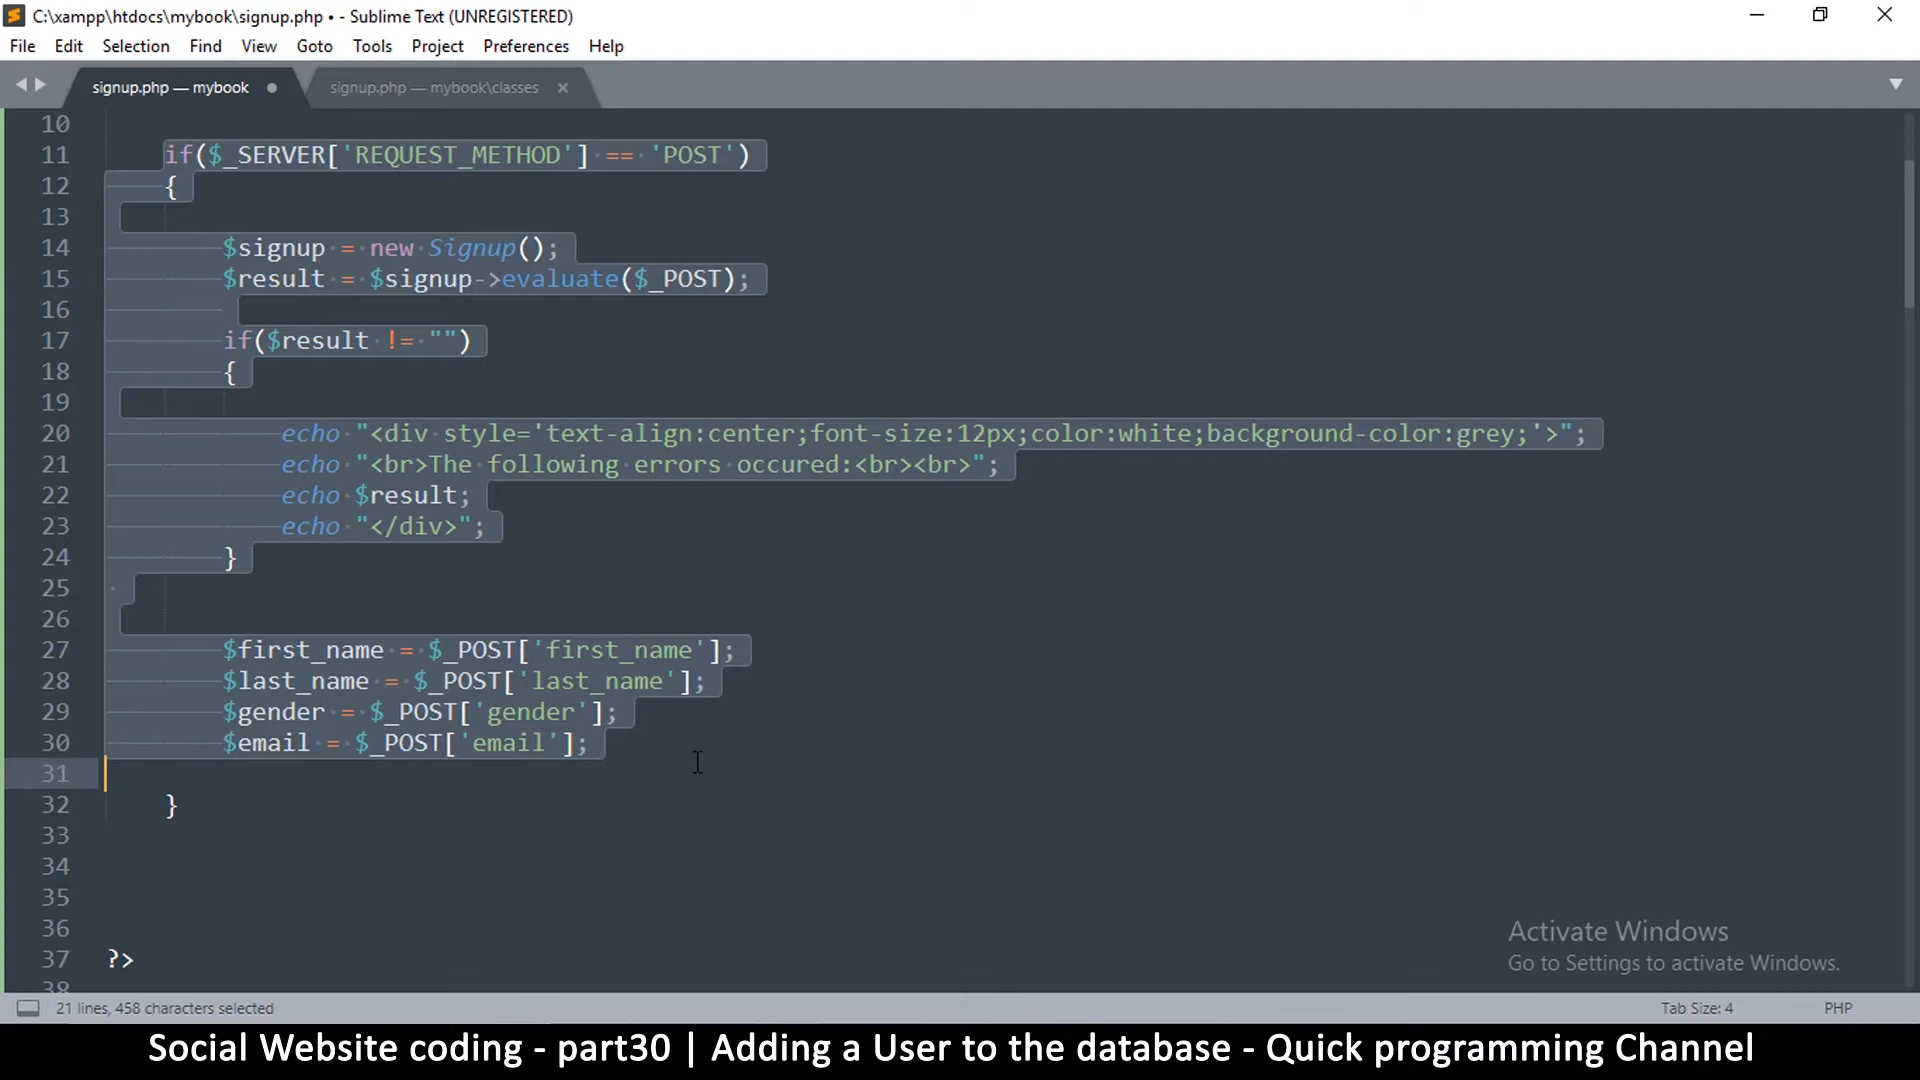 C:\xampp\htdocs\mybook\signup.php • - Sublime Text (UNREGISTERED)
File Edit Selection Find View Goto Tools Project Preferences Help
signup.php — mybook signup.php — mybook\classes
10
11 if($_SERVER['REQUEST_METHOD'] == 'POST')
12 {
13
14 $signup = new Signup();
15 $result = $signup->evaluate($_POST);
16
17 if($result != "")
18 {
19
20 echo "<div style='text-align:center;font-size:12px;color:white;background-color:grey;'>";
21 echo "<br>The following errors occured:<br><br>";
22 echo $result;
23 echo "</div>";
24 }
25
26
27 $first_name = $_POST['first_name'];
28 $last_name = $_POST['last_name'];
29 $gender = $_POST['gender'];
30 $email = $_POST['email'];
31
32 }
33
34
35
36
37 ?>
38
Activate Windows
Go to Settings to activate Windows.
21 lines, 458 characters selected Tab Size: 4 PHP
Social Website coding - part30 | Adding a User to the database - Quick programming Channel